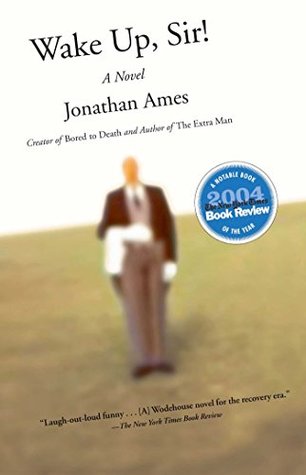 Wake Up, Sir!
A Novel
Jonathan Ames
Creator of Bored to Death and Author of The Extra Man
A NOTABLE BOOK
2004
The New York Times
Book Review
OF THE YEAR
"Laugh-out-loud funny . . . [A] Wodehouse novel for the recovery era."
—The New York Times Book Review